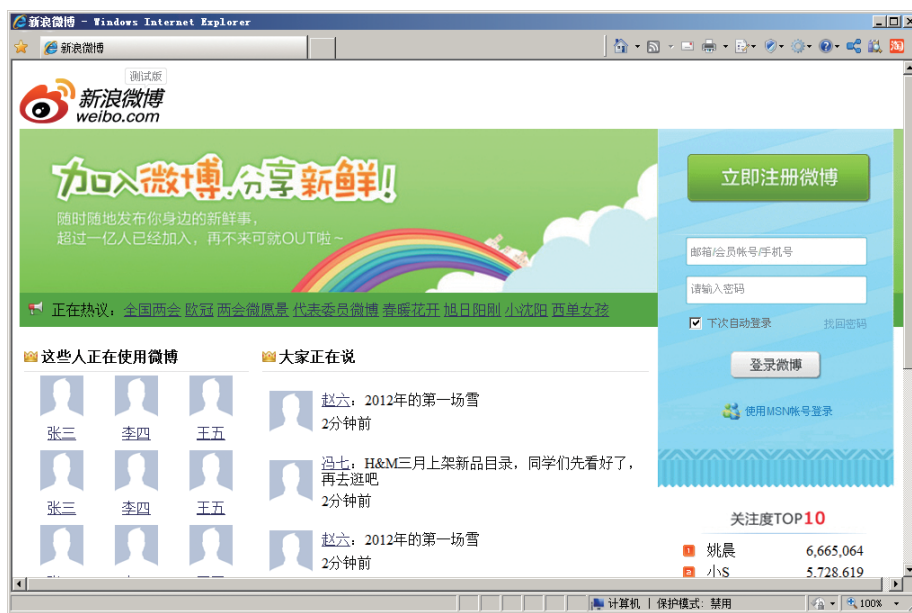 新浪微博 - Windows Internet Explorer
新浪微博
测试版
新浪微博
weibo.com
加入微博,分享新鲜!
随时随地发布你身边的新鲜事，
超过一亿人已经加入，再不来可就OUT啦~
立即注册微博
邮箱/会员帐号/手机号
请输入密码
下次自动登录 找回密码
登录微博
使用MSN帐号登录
正在热议： 全国两会 欧冠 两会微愿景 代表委员微博 春暖花开 旭日阳刚 小沈阳 西单女孩
这些人正在使用微博
张三 李四 王五
张三 李四 王五
大家正在说
赵六：2012年的第一场雪
2分钟前
冯七：H&M三月上架新品目录，同学们先看好了，
再去逛吧
2分钟前
赵六：2012年的第一场雪
2分钟前
关注度TOP10
1 姚晨 6,665,064
小S 5,728,619
计算机 | 保护模式: 禁用
100%